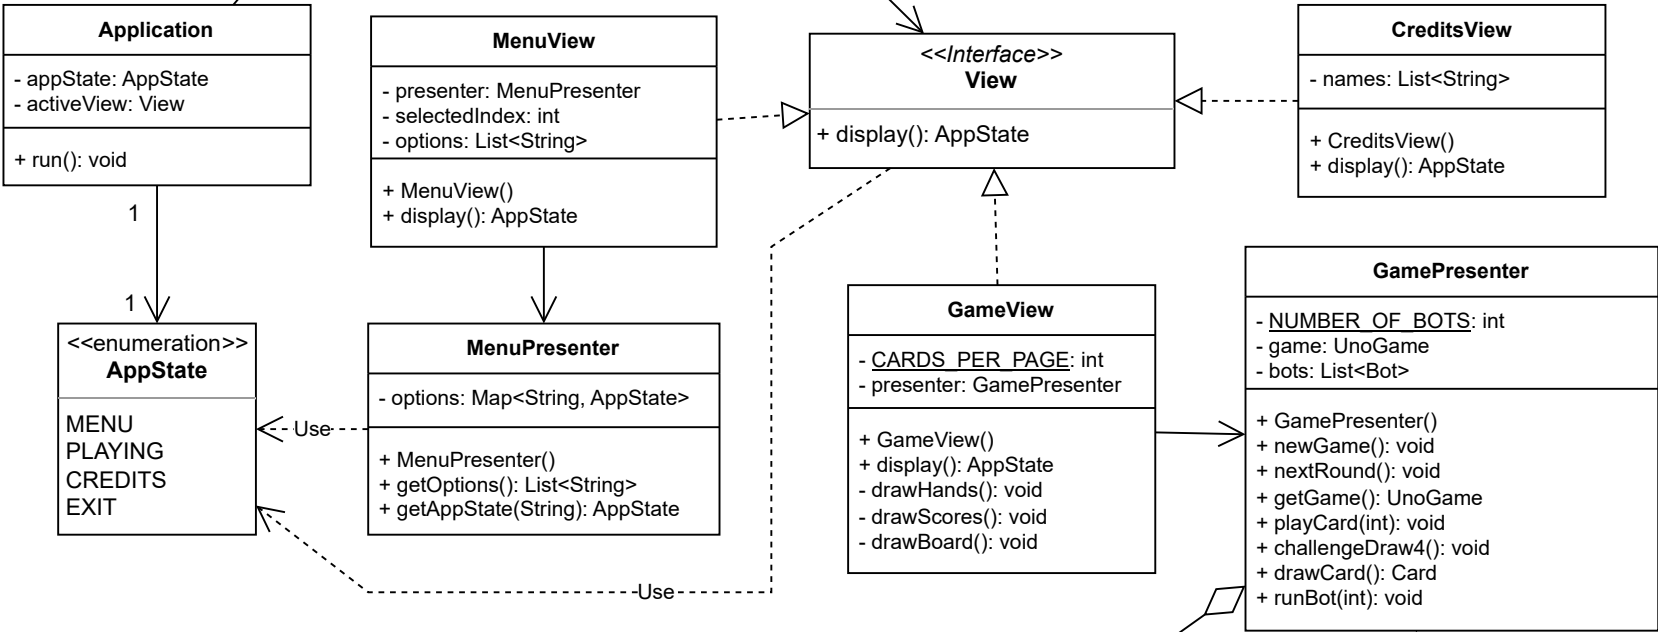 Application
- appState: AppState
- activeView: View
+ run(): void
1
1
<<enumeration>>
AppState
MENU
PLAYING
CREDITS
EXIT
MenuView
- presenter: MenuPresenter
- selectedIndex: int
- options: List<String>
+ MenuView()
+ display(): AppState
MenuPresenter
- options: Map<String, AppState>
+ MenuPresenter()
+ getOptions(): List<String>
+ getAppState(String): AppState
Use
Use
<<Interface>>
View
+ display(): AppState
CreditsView
- names: List<String>
+ CreditsView()
+ display(): AppState
GameView
- CARDS_PER_PAGE: int
- presenter: GamePresenter
+ GameView()
+ display(): AppState
- drawHands(): void
- drawScores(): void
- drawBoard(): void
GamePresenter
- NUMBER_OF_BOTS: int
- game: UnoGame
- bots: List<Bot>
+ GamePresenter()
+ newGame(): void
+ nextRound(): void
+ getGame(): UnoGame
+ playCard(int): void
+ challengeDraw4(): void
+ drawCard(): Card
+ runBot(int): void